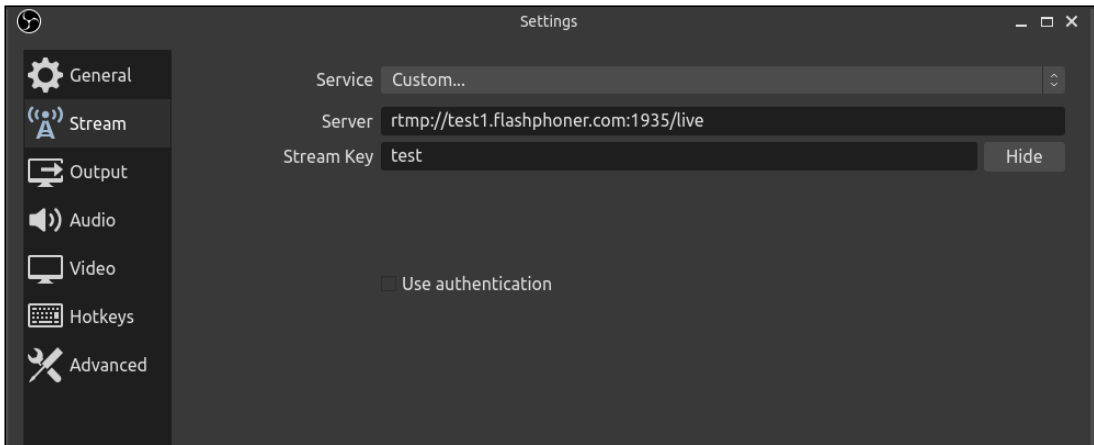 Settings
General
Stream
Output
Audio
Video
Hotkeys
Advanced
Service Custom...
Server rtmp://test1.flashphoner.com:1935/live
Stream Key test Hide
Use authentication